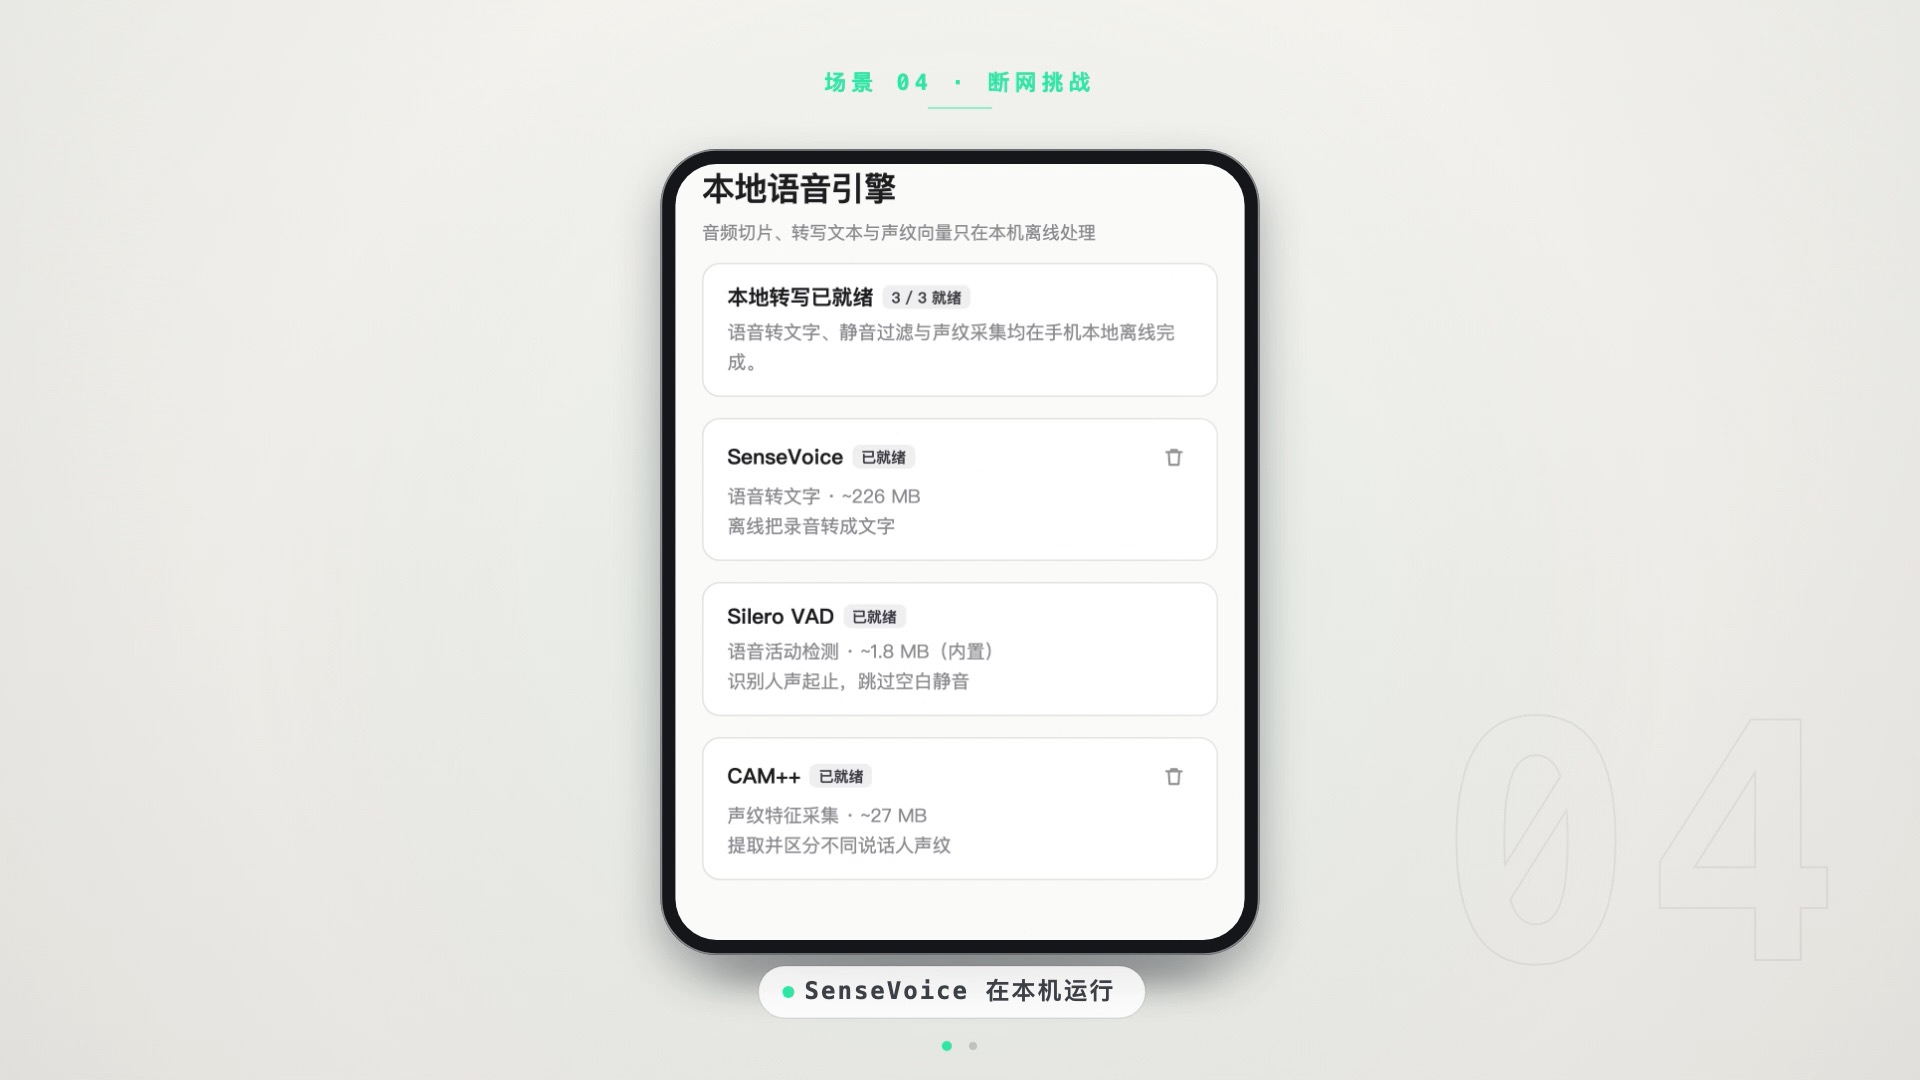 场景 04 · 断网挑战
本地语音引擎
音频切片、转写文本与声纹向量只在本机离线处理
本地转写已就绪 3 / 3 就绪
语音转文字、静音过滤与声纹采集均在手机本地离线完
成。
SenseVoice 已就绪
语音转文字 · ~226 MB
离线把录音转成文字
Silero VAD 已就绪
语音活动检测 · ~1.8 MB（内置）
识别人声起止，跳过空白静音
CAM++ 已就绪
声纹特征采集 · ~27 MB
提取并区分不同说话人声纹
04
SenseVoice 在本机运行